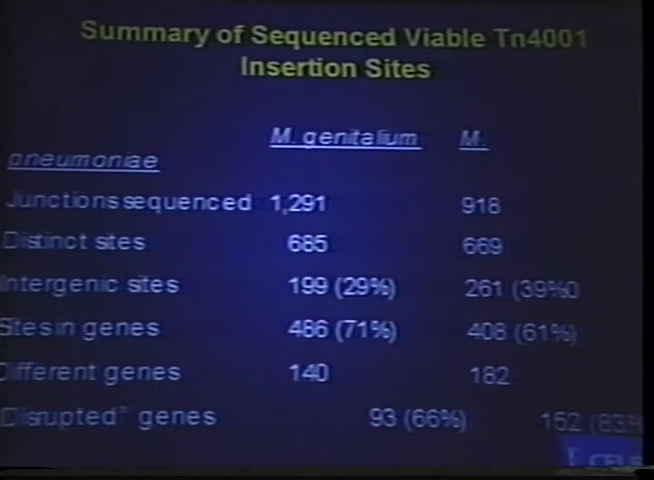 Summary of Sequenced Viable Tn4001
Insertion Sites
M. genitalium M.
pneumoniae
Junctions sequenced 1,291 918
Distinct sites 685 669
Intergenic sites 199 (29%) 261 (39%0
Sites in genes 486 (71%) 408 (61%)
Different genes 140 182
Disrupted" genes 93 (66%) 152 (83%